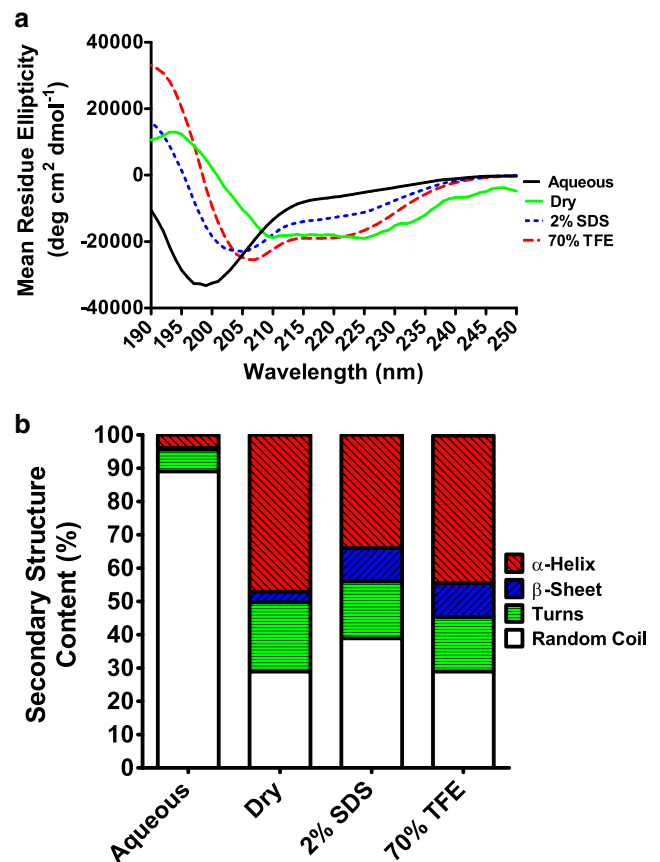 a
Mean Residue Ellipticity
(deg cm² dmol⁻¹)
40000
20000
0
-20000
-40000
190 195 200 205 210 215 220 225 230 235 240 245 250
Wavelength (nm)
Aqueous
Dry
2% SDS
70% TFE
b
Secondary Structure
Content (%)
100
90
80
70
60
50
40
30
20
10
0
Aqueous Dry 2% SDS 70% TFE
α-Helix
β-Sheet
Turns
Random Coil